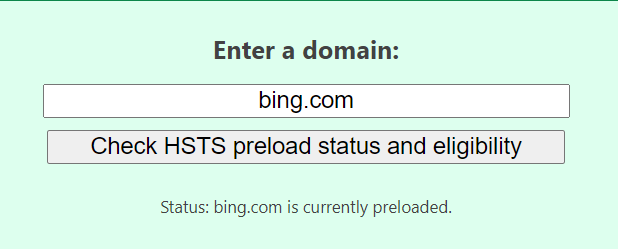 Enter a domain:
bing.com
Check HSTS preload status and eligibility
Status: bing.com is currently preloaded.